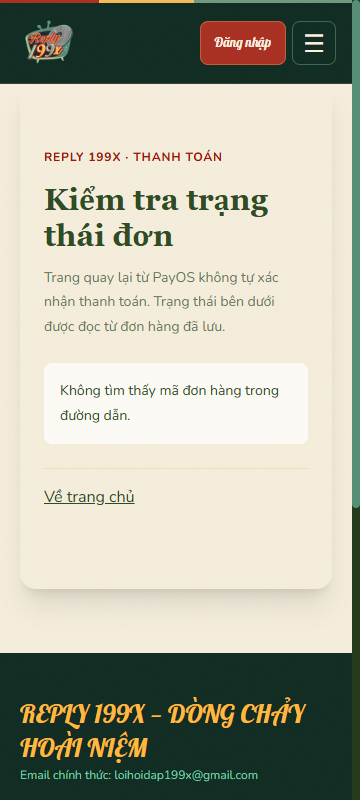 Reply
199x
Đăng nhập
REPLY 199X · THANH TOÁN
Kiểm tra trạng
thái đơn
Trang quay lại từ PayOS không tự xác
nhận thanh toán. Trạng thái bên dưới
được đọc từ đơn hàng đã lưu.
Không tìm thấy mã đơn hàng trong
đường dẫn.
Về trang chủ
REPLY 199X – DÒNG CHẢY
HOÀI NIỆM
Email chính thức: loihoidap199x@gmail.com